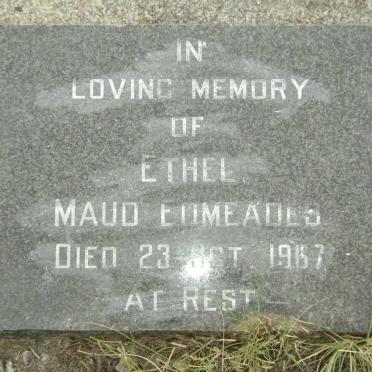 IN
LOVING MEMORY
OF
ETHEL
MAUD EDMEADES
DIED 23 OCT 1967
AT REST